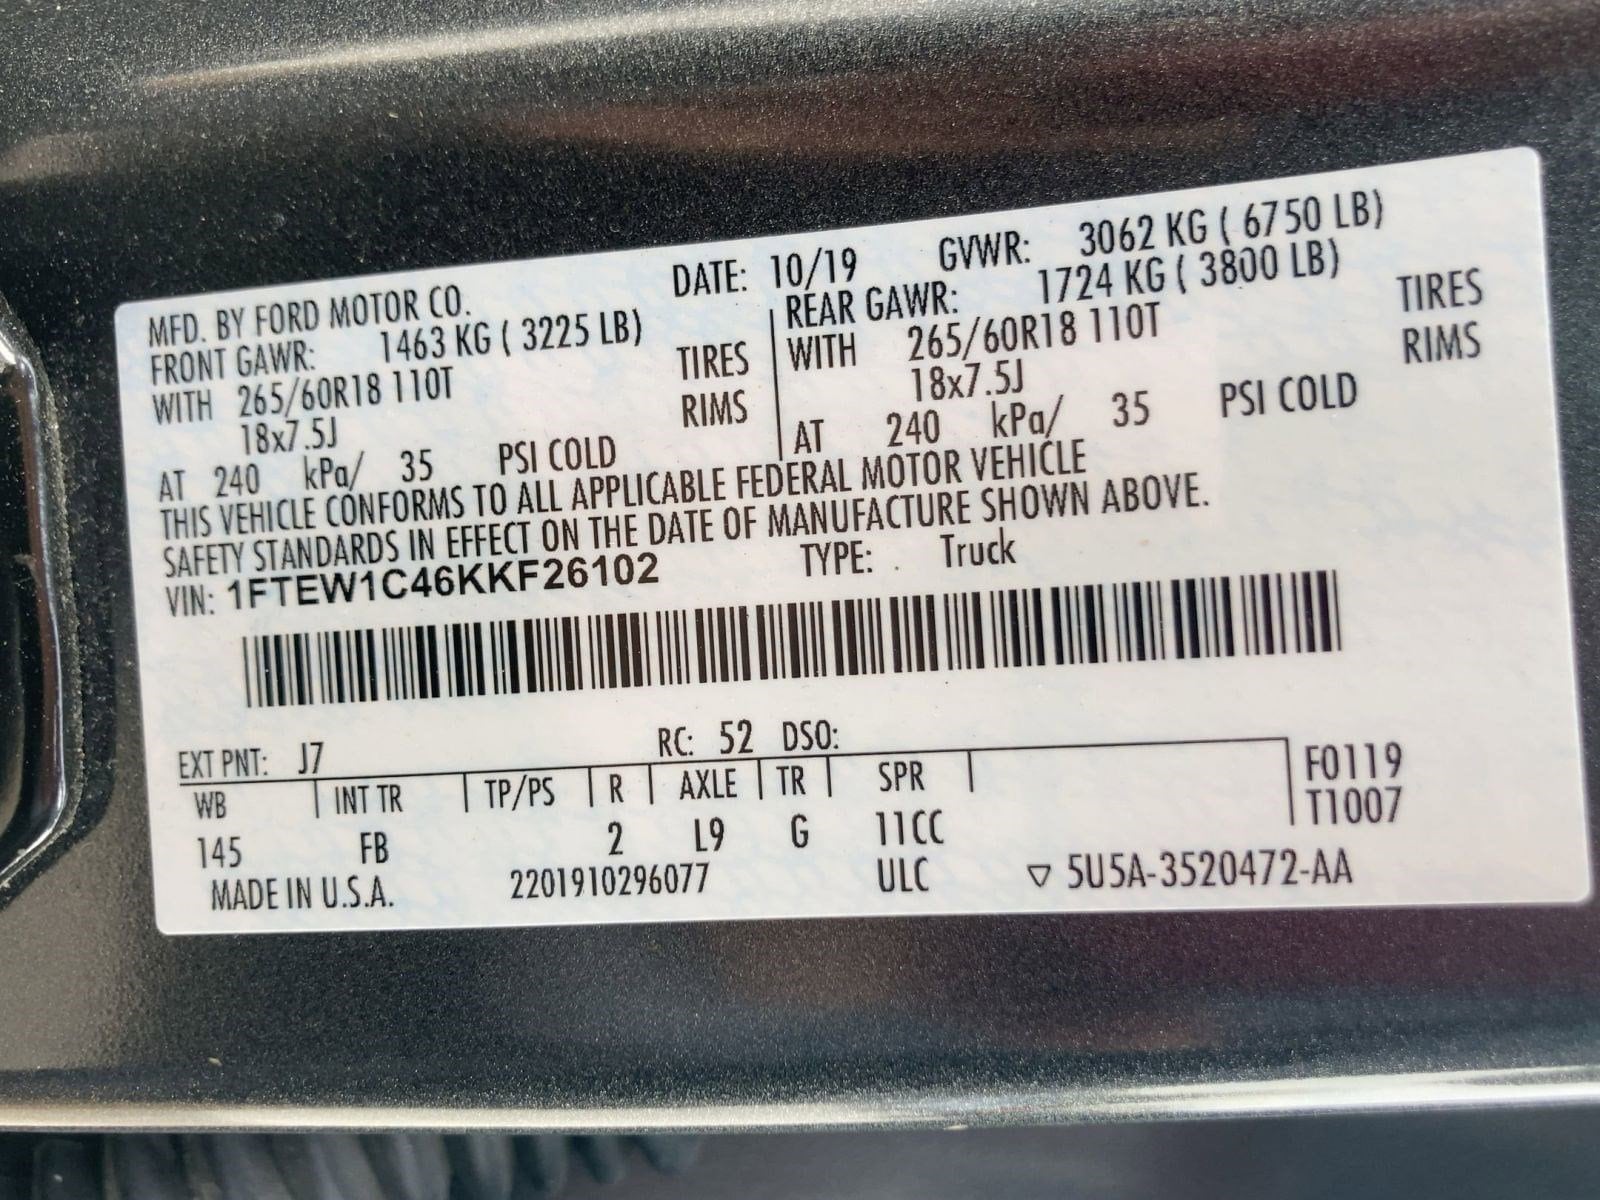 MFD. BY FORD MOTOR CO. DATE: 10/19 GVWR: 3062 KG ( 6750 LB)
FRONT GAWR: 1463 KG ( 3225 LB)
WITH 265/60R18 110T TIRES
18x7.5J RIMS
AT 240 kPa/ 35 PSI COLD
REAR GAWR: 1724 KG ( 3800 LB)
WITH 265/60R18 110T TIRES
18x7.5J RIMS
AT 240 kPa/ 35 PSI COLD
THIS VEHICLE CONFORMS TO ALL APPLICABLE FEDERAL MOTOR VEHICLE
SAFETY STANDARDS IN EFFECT ON THE DATE OF MANUFACTURE SHOWN ABOVE.
VIN: 1FTEW1C46KKF26102 TYPE: Truck
EXT PNT: J7 RC: 52 DSO:
WB INT TR TP/PS R AXLE TR SPR F0119
145 FB 2 L9 G 11CC T1007
MADE IN U.S.A. 2201910296077 ULC ▽ 5U5A-3520472-AA